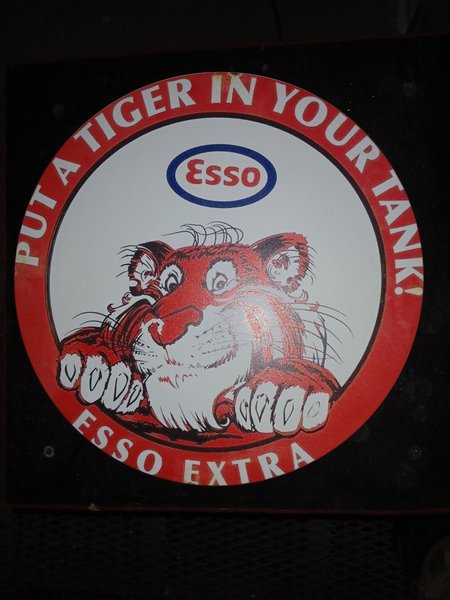 PUT A TIGER IN YOUR TANK!
Esso
ESSO EXTRA